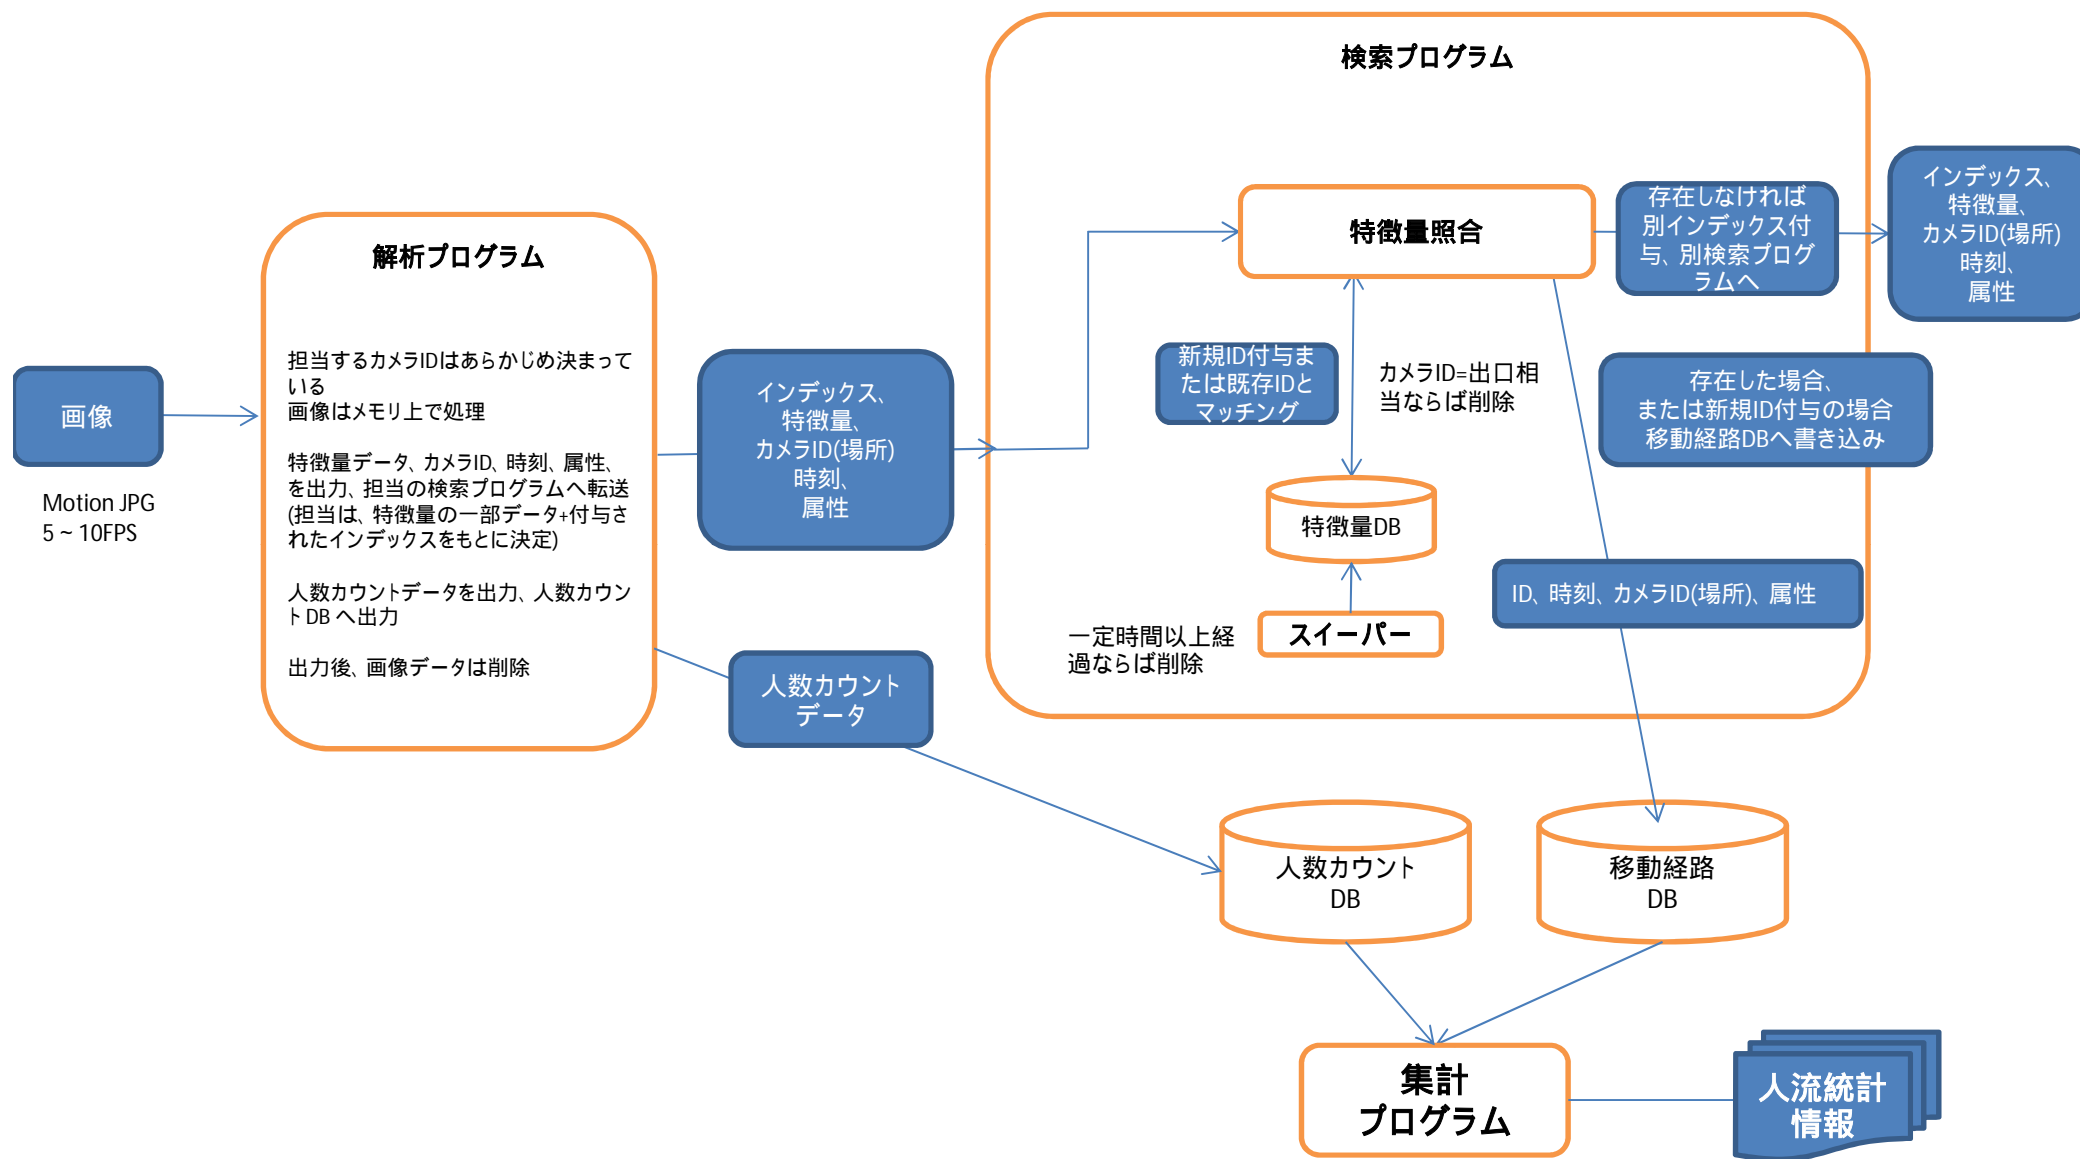 検索プログラム
解析プログラム
担当するカメラIDはあらかじめ決まって
いる
画像はメモリ上で処理
特徴量データ、カメラID、時刻、属性、
を出力、担当の検索プログラムへ転送
(担当は、特徴量の一部データ+付与さ
れたインデックスをもとに決定)
人数カウントデータを出力、人数カウン
ト DB へ出力
出力後、画像データは削除
画像
Motion JPG
5 ~ 10FPS
インデックス、
特徴量、
カメラID(場所)
時刻、
属性
人数カウント
データ
特徴量照合
存在しなければ
別インデックス付
与、別検索プログ
ラムへ
インデックス、
特徴量、
カメラID(場所)
時刻、
属性
新規ID付与ま
たは既存IDと
マッチング
カメラID=出口相
当ならば削除
存在した場合、
または新規ID付与の場合
移動経路DBへ書き込み
特徴量DB
ID、時刻、カメラID(場所)、属性
一定時間以上経
過ならば削除
スイーパー
人数カウント
DB
移動経路
DB
集計
プログラム
人流統計
情報